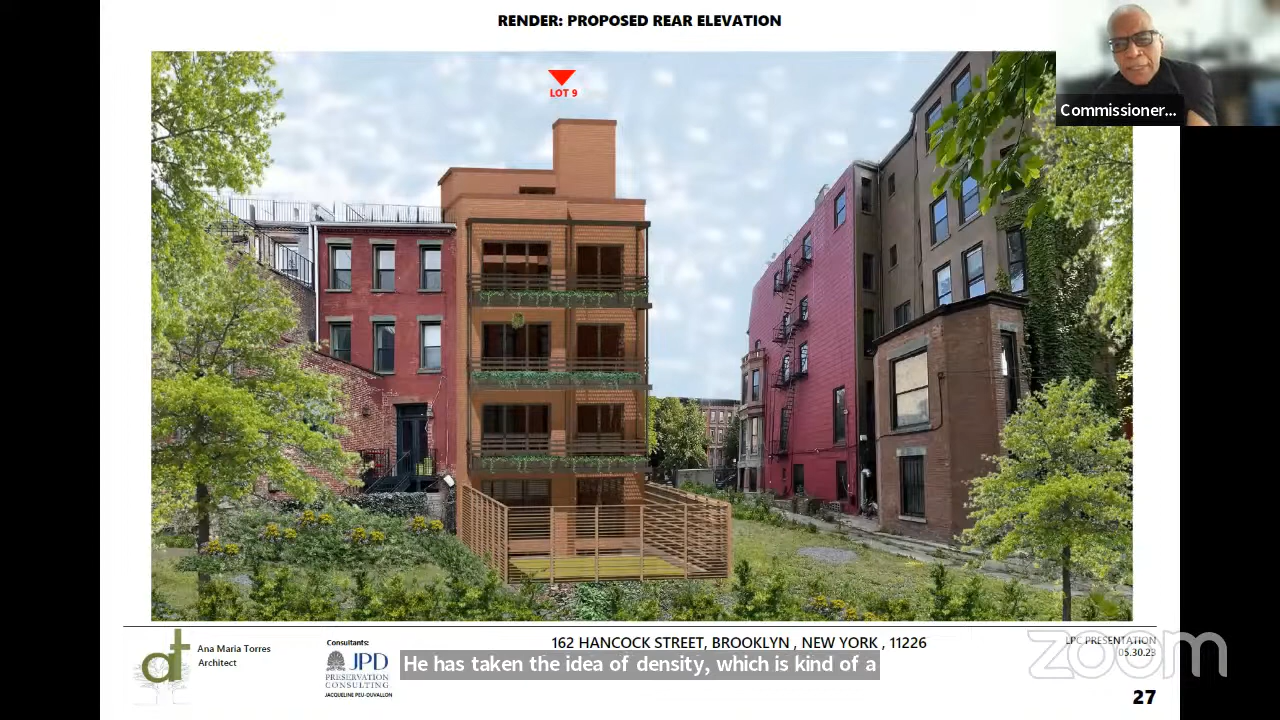 RENDER: PROPOSED REAR ELEVATION
LOT 9
Commissioner...
Ana Maria Torres
Architect
Consultants:
JPD
PRESERVATION
CONSULTING
JACQUELINE PEU-DUVALLON
162 HANCOCK STREET, BROOKLYN , NEW YORK , 11226
LPC PRESENTATION
05.30.23
zoom
He has taken the idea of density, which is kind of a
27